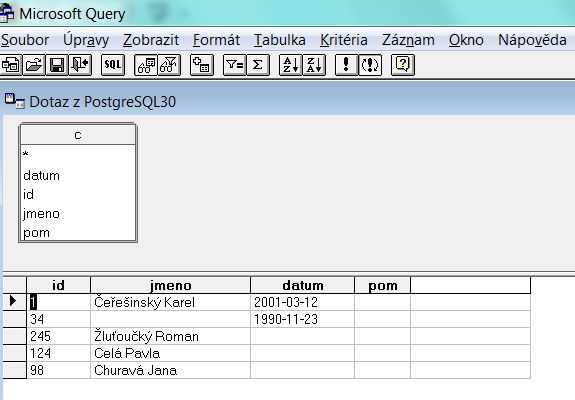 Microsoft Query
Soubor Úpravy Zobrazit Formát Tabulka Kritéria Záznam Okno Nápověda
SQL
Dotaz z PostgreSQL30
c
*
datum
id
jmeno
pom
id jmeno datum pom
1 Čeřešinský Karel 2001-03-12
34 1990-11-23
245 Žluťoučký Roman
124 Celá Pavla
98 Churavá Jana